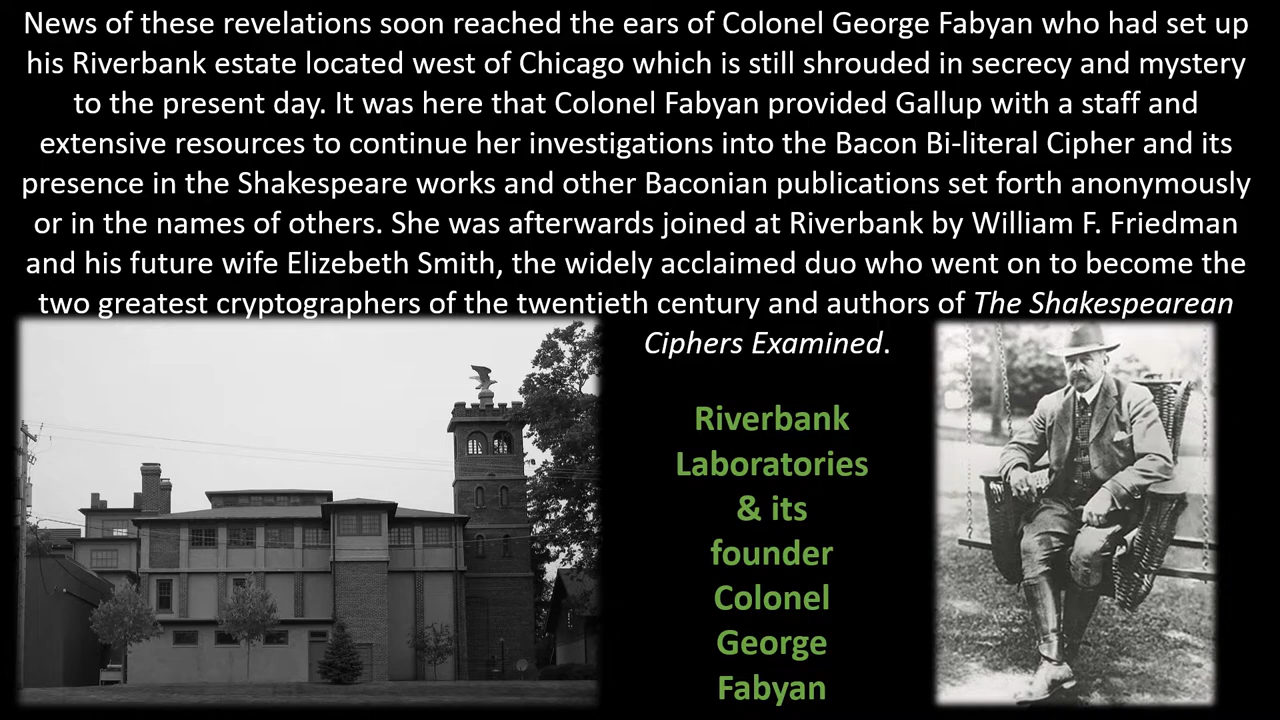 News of these revelations soon reached the ears of Colonel George Fabyan who had set up
his Riverbank estate located west of Chicago which is still shrouded in secrecy and mystery
to the present day. It was here that Colonel Fabyan provided Gallup with a staff and
extensive resources to continue her investigations into the Bacon Bi-literal Cipher and its
presence in the Shakespeare works and other Baconian publications set forth anonymously
or in the names of others. She was afterwards joined at Riverbank by William F. Friedman
and his future wife Elizebeth Smith, the widely acclaimed duo who went on to become the
two greatest cryptographers of the twentieth century and authors of The Shakespearean
Ciphers Examined.
Riverbank
Laboratories
& its
founder
Colonel
George
Fabyan